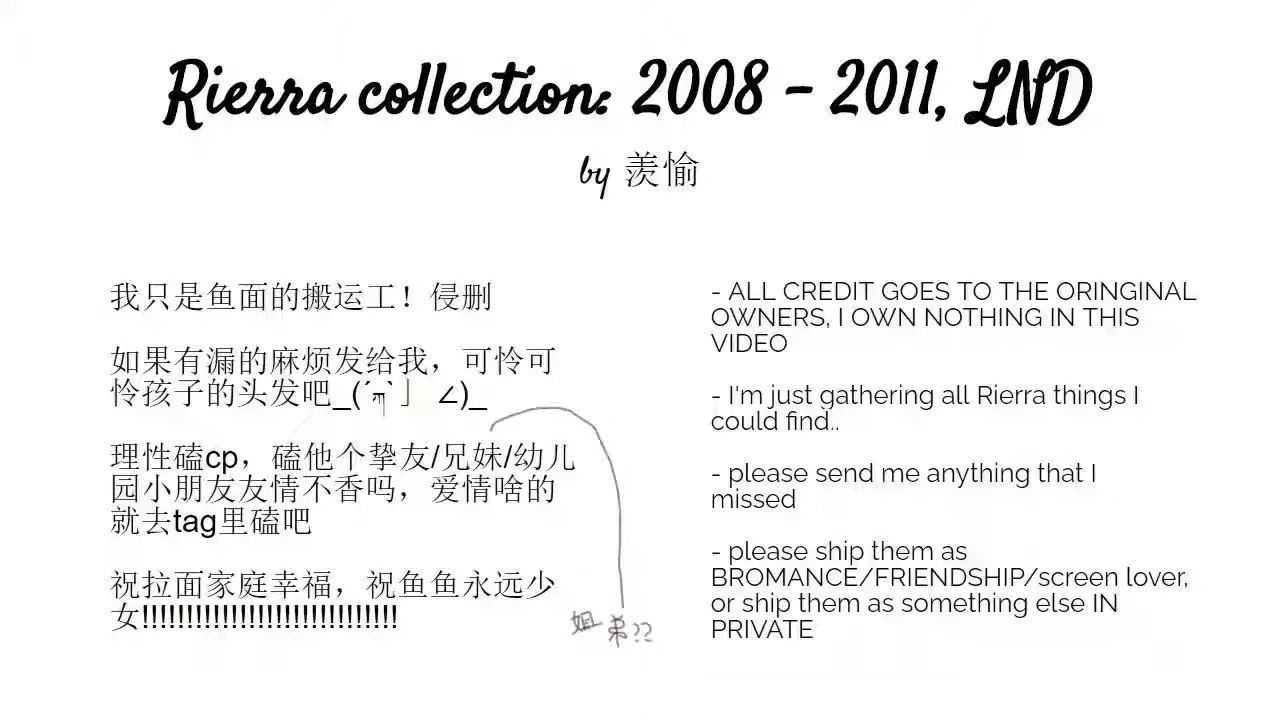 Rierra collection: 2008 - 2011, LND
by 羡愉
我只是鱼面的搬运工！侵删
如果有漏的麻烦发给我，可怜可
怜孩子的头发吧_(´ཀ`」 ∠)_
理性磕cp，磕他个挚友/兄妹/幼儿
园小朋友友情不香吗，爱情啥的
就去tag里磕吧
祝拉面家庭幸福，祝鱼鱼永远少
女!!!!!!!!!!!!!!!!!!!!!!!!!!!!!
姐弟??
- ALL CREDIT GOES TO THE ORINGINAL
OWNERS, I OWN NOTHING IN THIS
VIDEO
- I'm just gathering all Rierra things I
could find..
- please send me anything that I
missed
- please ship them as
BROMANCE/FRIENDSHIP/screen lover,
or ship them as something else IN
PRIVATE